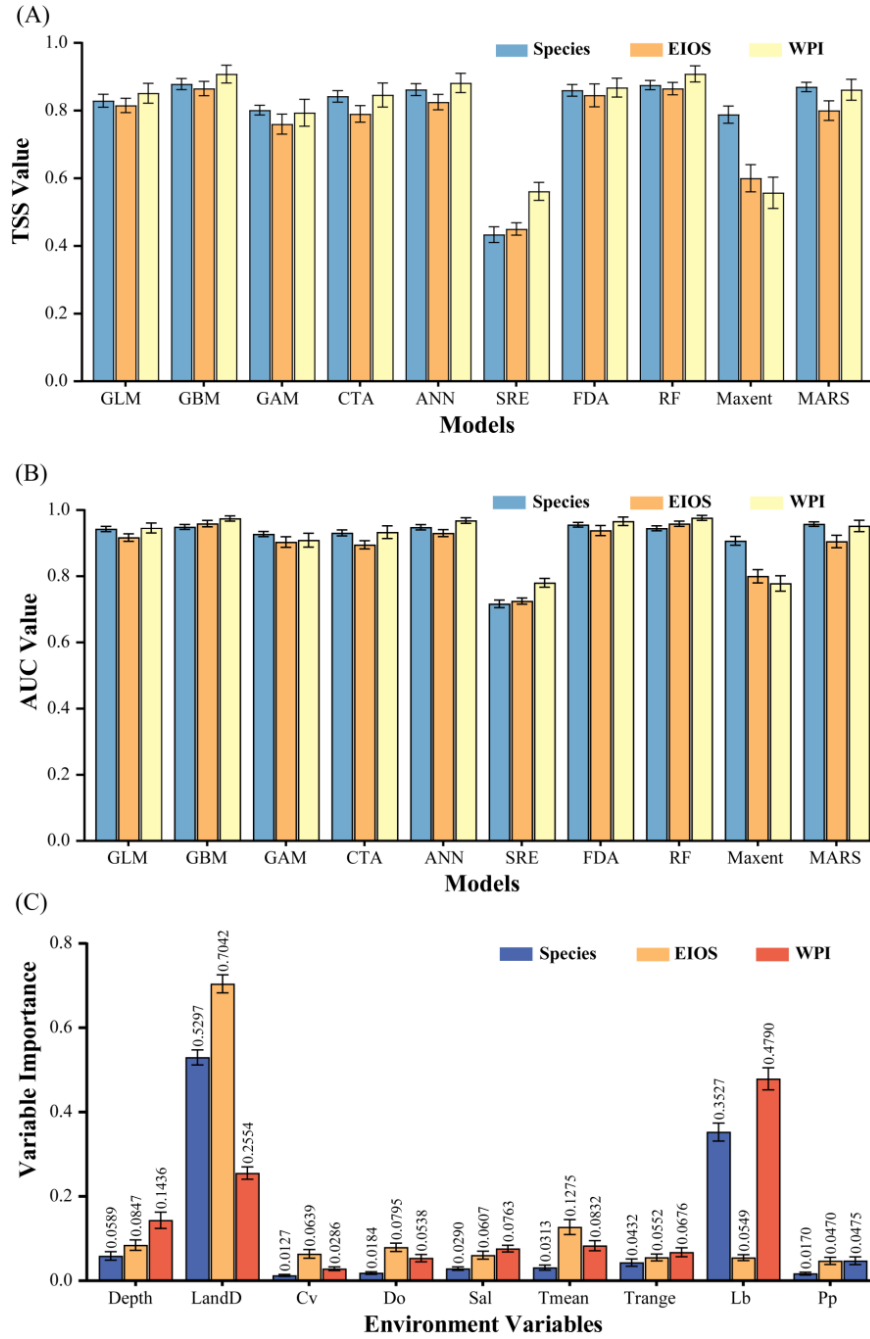 (A)
Species EIOS WPI
1.0
0.8
0.6
0.4
0.2
0.0
TSS Value
GLM GBM GAM CTA ANN SRE FDA RF Maxent MARS
Models
(B)
Species EIOS WPI
1.0
0.8
0.6
0.4
0.2
0.0
AUC Value
GLM GBM GAM CTA ANN SRE FDA RF Maxent MARS
Models
(C)
Species EIOS WPI
0.8
0.6
0.4
0.2
0.0
Variable Importance
0.0589 0.0847 0.1436
0.5297 0.7042 0.2554
0.0127 0.0639 0.0286
0.0184 0.0795 0.0538
0.0290 0.0607 0.0763
0.0313 0.1275 0.0832
0.0432 0.0552 0.0676
0.3527 0.0549 0.4790
0.0170 0.0470 0.0475
Depth LandD Cv Do Sal Tmean Trange Lb Pp
Environment Variables